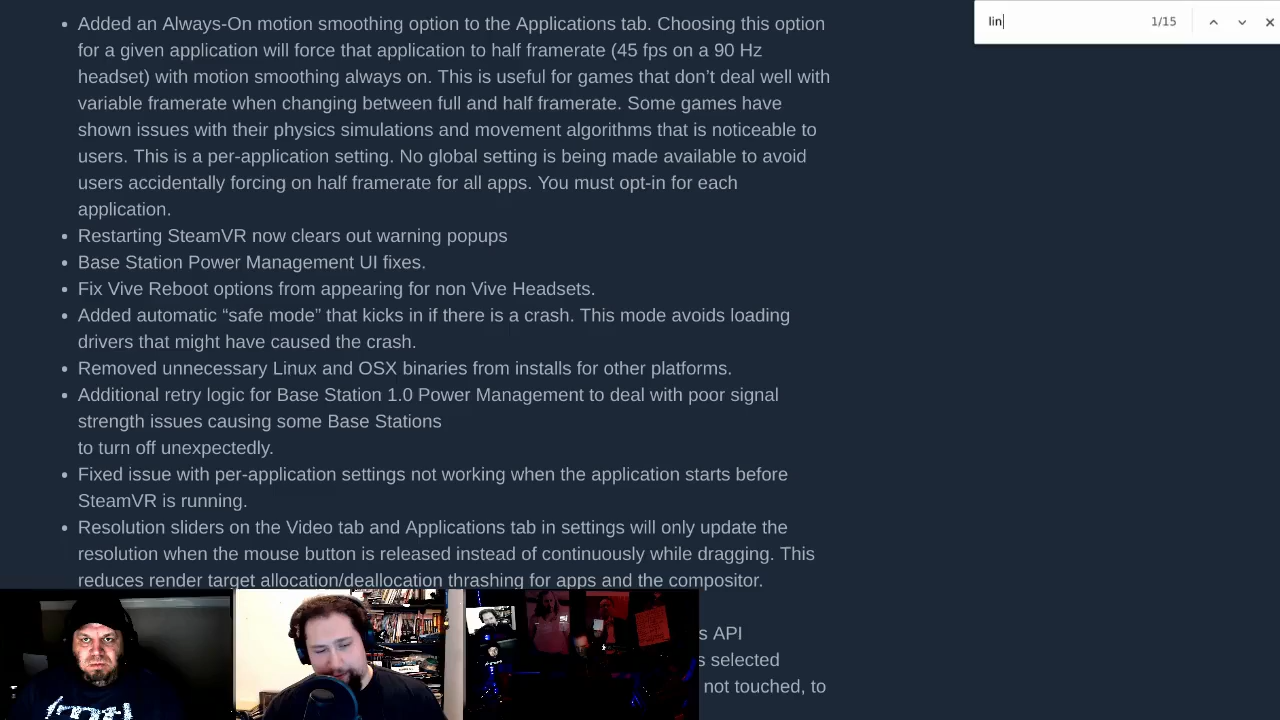 lin
1/15
Added an Always-On motion smoothing option to the Applications tab. Choosing this option
for a given application will force that application to half framerate (45 fps on a 90 Hz
headset) with motion smoothing always on. This is useful for games that don’t deal well with
variable framerate when changing between full and half framerate. Some games have
shown issues with their physics simulations and movement algorithms that is noticeable to
users. This is a per-application setting. No global setting is being made available to avoid
users accidentally forcing on half framerate for all apps. You must opt-in for each
application.
Restarting SteamVR now clears out warning popups
Base Station Power Management UI fixes.
Fix Vive Reboot options from appearing for non Vive Headsets.
Added automatic “safe mode” that kicks in if there is a crash. This mode avoids loading
drivers that might have caused the crash.
Removed unnecessary Linux and OSX binaries from installs for other platforms.
Additional retry logic for Base Station 1.0 Power Management to deal with poor signal
strength issues causing some Base Stations
to turn off unexpectedly.
Fixed issue with per-application settings not working when the application starts before
SteamVR is running.
Resolution sliders on the Video tab and Applications tab in settings will only update the
resolution when the mouse button is released instead of continuously while dragging. This
reduces render target allocation/deallocation thrashing for apps and the compositor.
s API
s selected
not touched, to